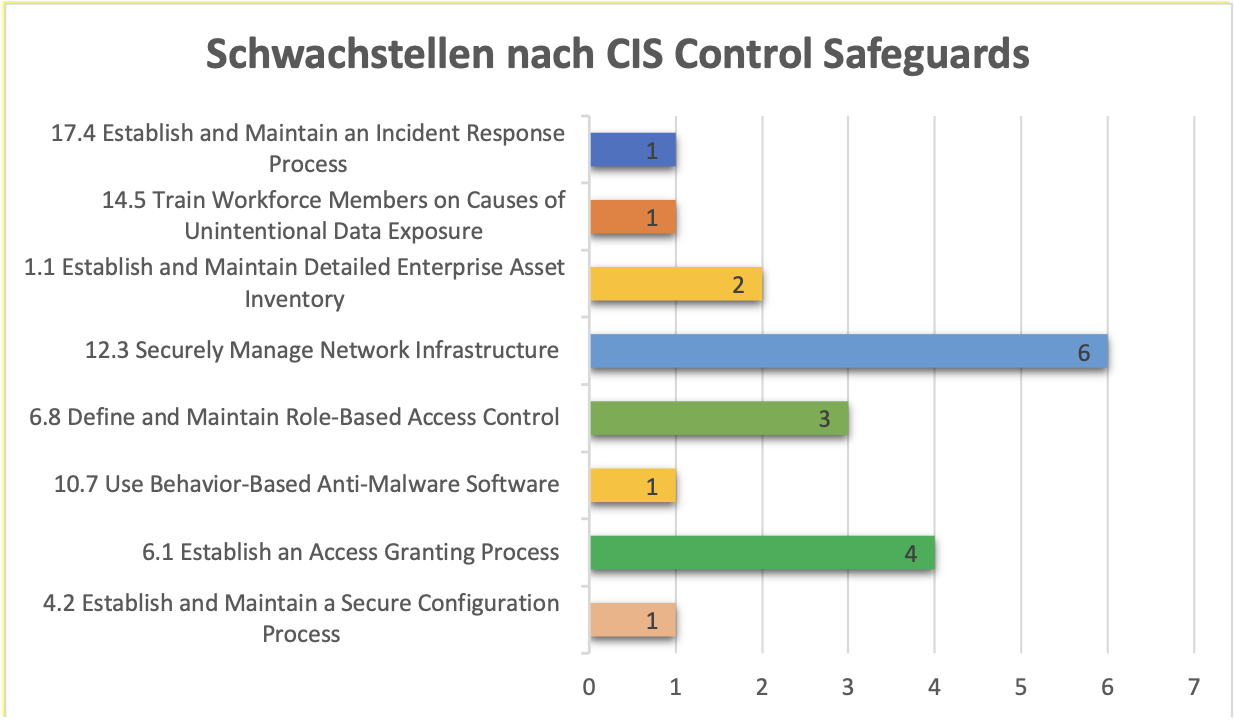 Schwachstellen nach CIS Control Safeguards
17.4 Establish and Maintain an Incident Response
Process
1
14.5 Train Workforce Members on Causes of
Unintentional Data Exposure
1
1.1 Establish and Maintain Detailed Enterprise Asset
Inventory
2
12.3 Securely Manage Network Infrastructure
6
6.8 Define and Maintain Role-Based Access Control
3
10.7 Use Behavior-Based Anti-Malware Software
1
6.1 Establish an Access Granting Process
4
4.2 Establish and Maintain a Secure Configuration
Process
1
0 1 2 3 4 5 6 7